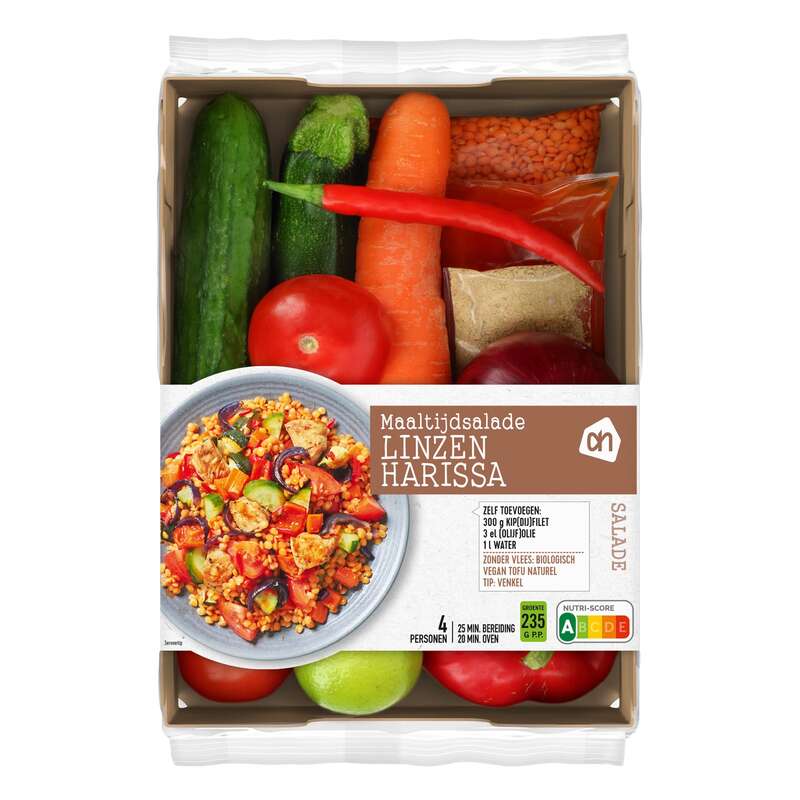 Maaltijdsalade
LINZEN
HARISSA
ah
SALADE
ZELF TOEVOEGEN:
300 g KIP(DIJ)FILET
3 el (OLIJF)OLIE
1 l WATER
ZONDER VLEES: BIOLOGISCH
VEGAN TOFU NATUREL
TIP: VENKEL
4
PERSONEN
25 MIN. BEREIDING
20 MIN. OVEN
GROENTE
235
G P.P.
NUTRI-SCORE
A B C D E
Serveertip